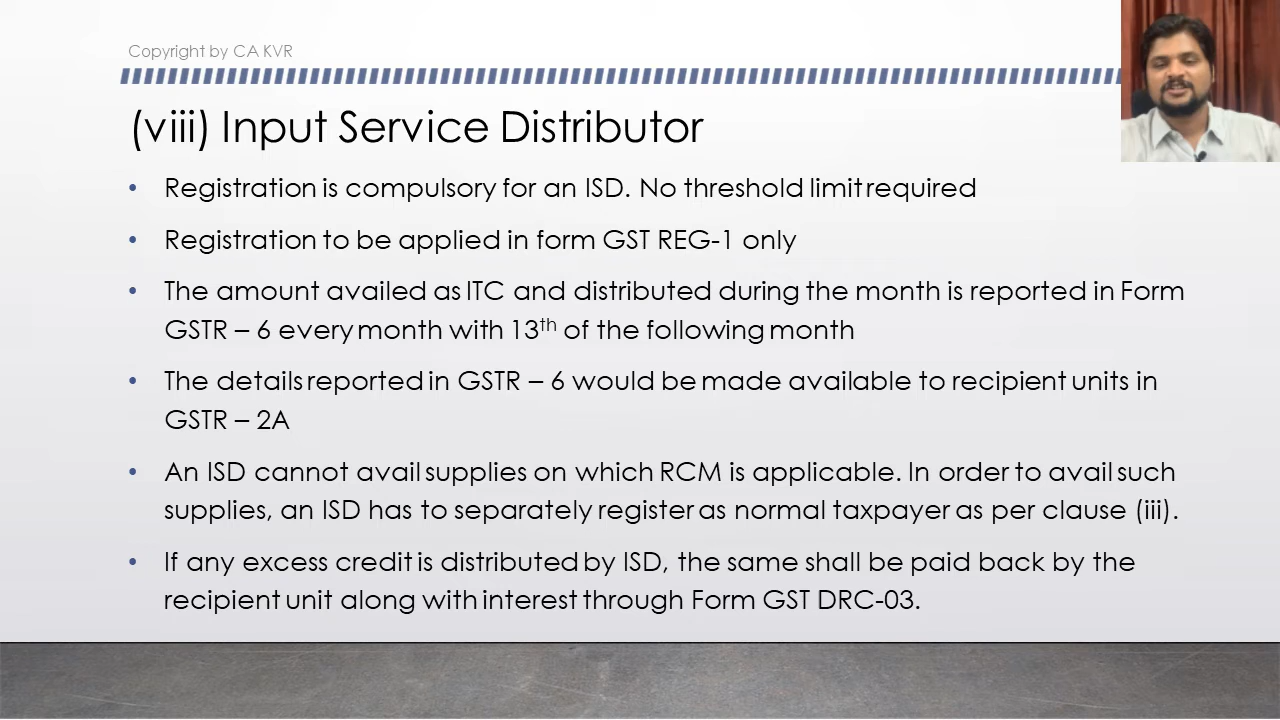 Copyright by CA KVR
(viii) Input Service Distributor
• Registration is compulsory for an ISD. No threshold limit required
• Registration to be applied in form GST REG-1 only
• The amount availed as ITC and distributed during the month is reported in Form
GSTR – 6 every month with 13th of the following month
• The details reported in GSTR – 6 would be made available to recipient units in
GSTR – 2A
• An ISD cannot avail supplies on which RCM is applicable. In order to avail such
supplies, an ISD has to separately register as normal taxpayer as per clause (iii).
• If any excess credit is distributed by ISD, the same shall be paid back by the
recipient unit along with interest through Form GST DRC-03.